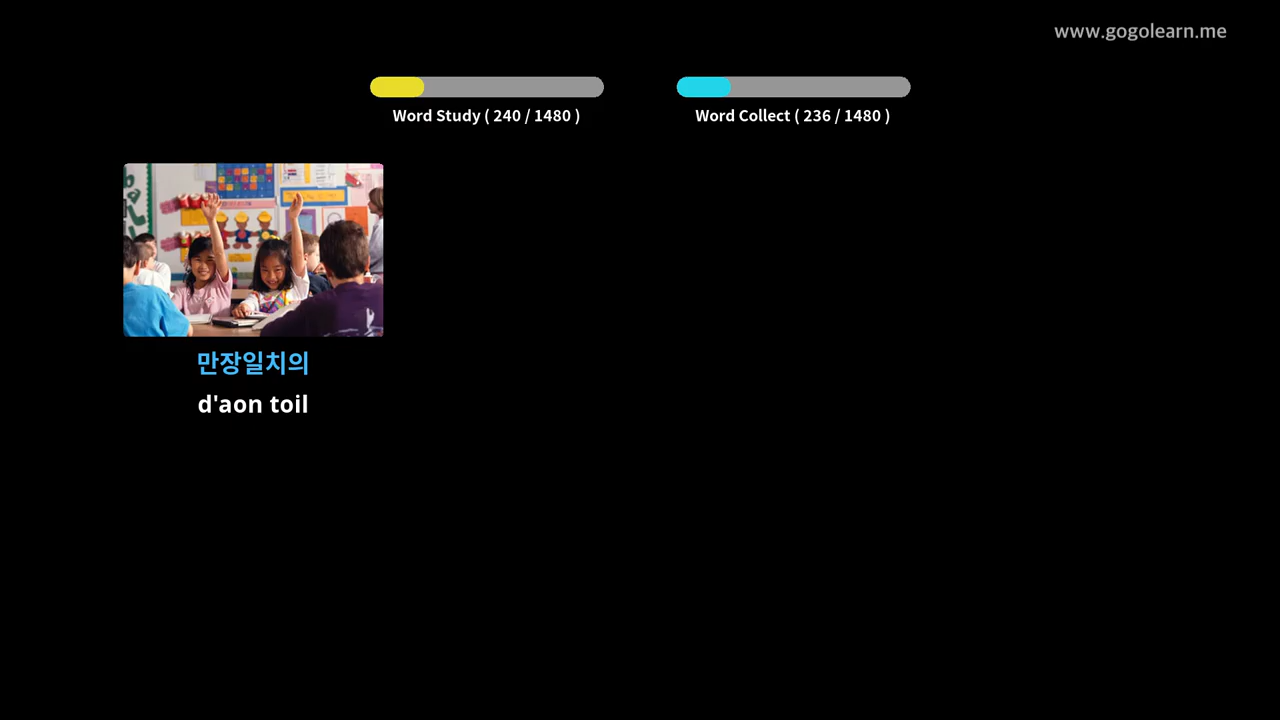 www.gogolearn.me
Word Study ( 240 / 1480 )
Word Collect ( 236 / 1480 )
만장일치의
d'aon toil